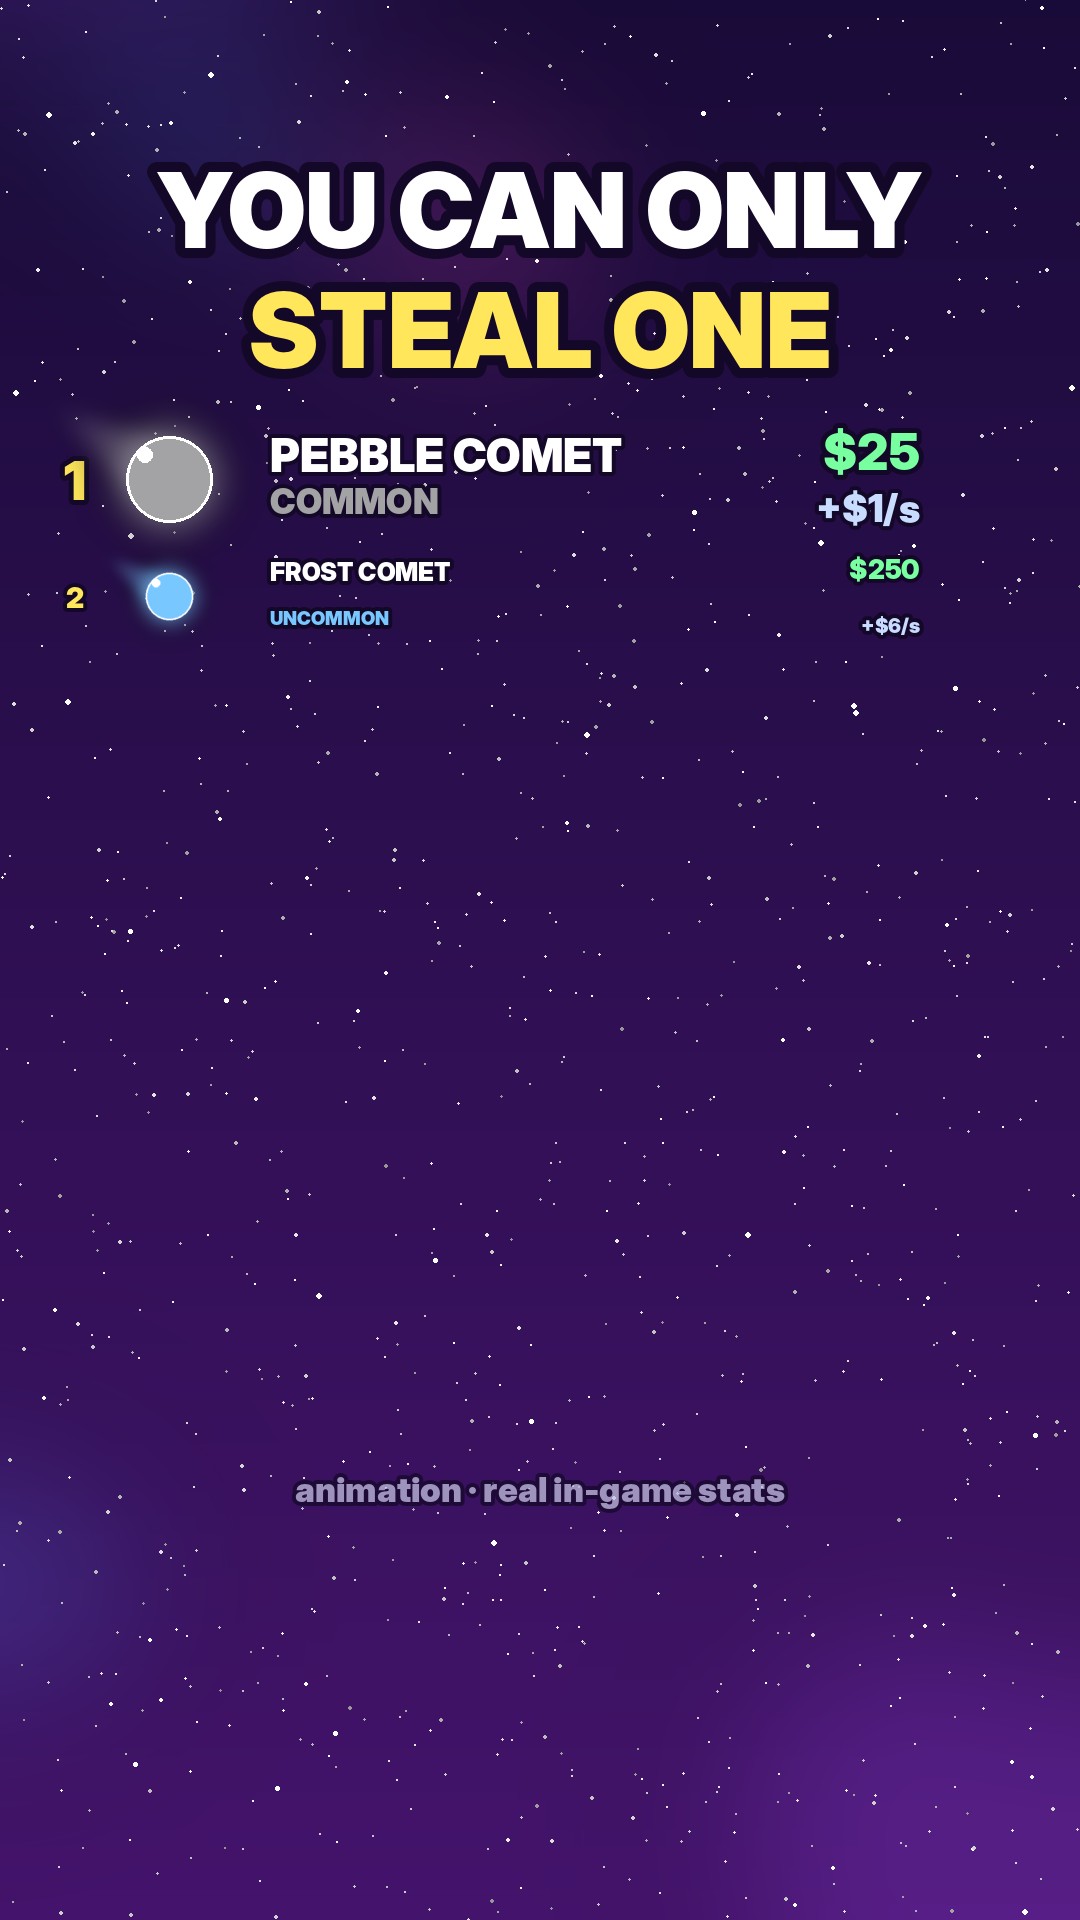 YOU CAN ONLY
STEAL ONE
1 PEBBLE COMET $25
COMMON +$1/s
2 FROST COMET $250
UNCOMMON +$6/s
animation · real in-game stats